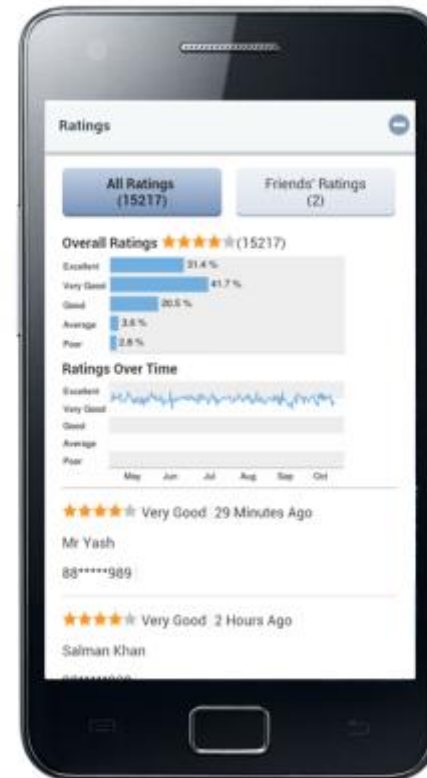 Ratings
All Ratings
(15217)
Friends' Ratings
(2)
Overall Ratings (15217)
Excellent 31.4 %
Very Good 41.7 %
Good 20.5 %
Average 3.6 %
Poor 2.8 %
Ratings Over Time
Excellent
Very Good
Good
Average
Poor
May Jun Jul Aug Sep Oct
Very Good 29 Minutes Ago
Mr Yash
88*****989
Very Good 2 Hours Ago
Salman Khan